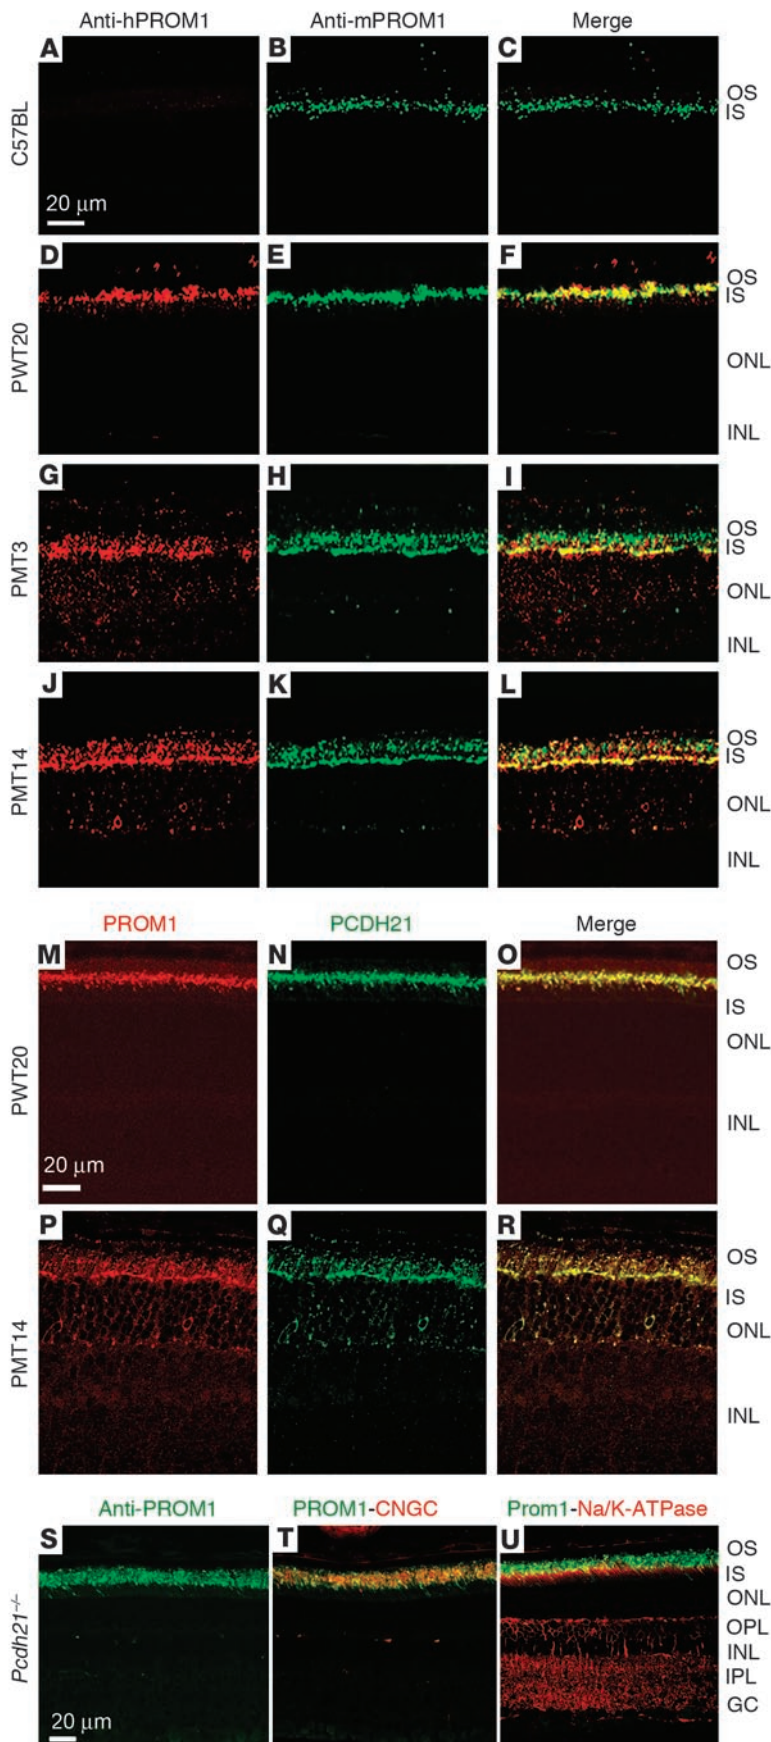 Anti-hPROM1 Anti-mPROM1 Merge
C57BL A B C OS
IS
20 µm
PWT20 D E F OS
IS
ONL
INL
PMT3 G H I OS
IS
ONL
INL
PMT14 J K L OS
IS
ONL
INL
PROM1 PCDH21 Merge
PWT20 M N O OS
IS
ONL
INL
20 µm
PMT14 P Q R OS
IS
ONL
INL
Anti-PROM1 PROM1-CNGC Prom1-Na/K-ATPase
Pcdh21-/- S T U OS
IS
ONL
OPL
INL
IPL
GC
20 µm